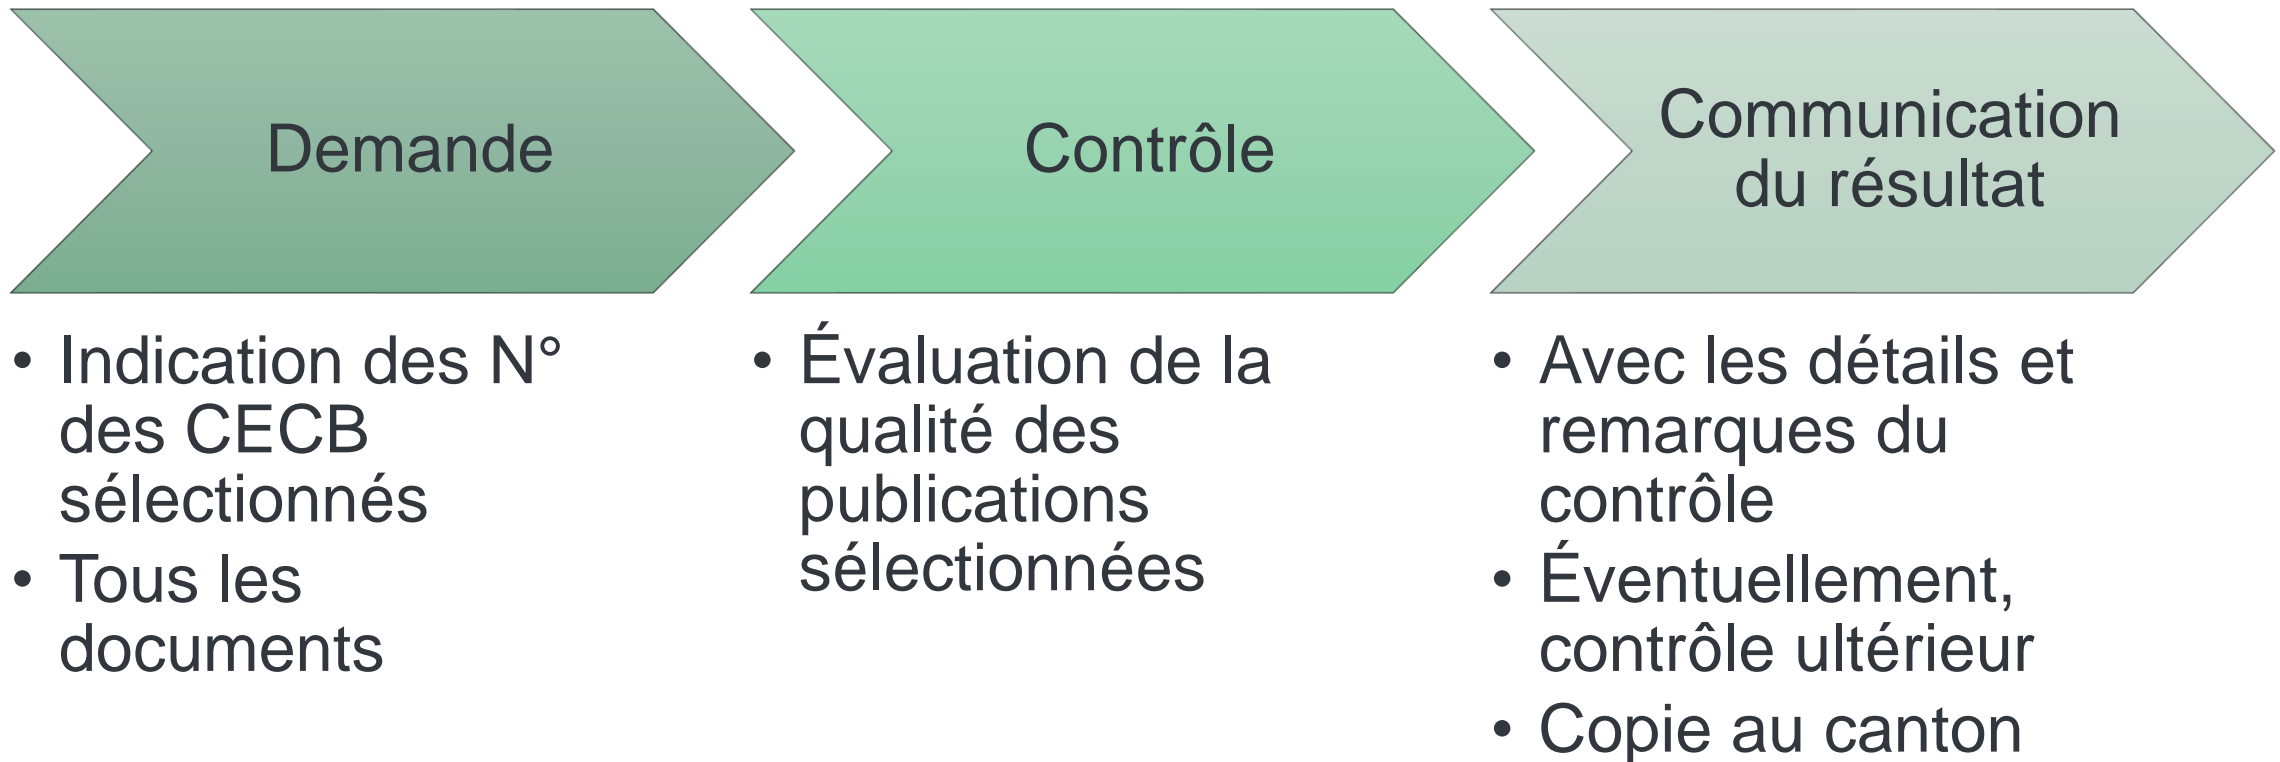 Demande
• Indication des N°
des CECB
sélectionnés
• Tous les
documents
Contrôle
• Évaluation de la
qualité des
publications
sélectionnées
Communication
du résultat
• Avec les détails et
remarques du
contrôle
• Éventuellement,
contrôle ultérieur
• Copie au canton